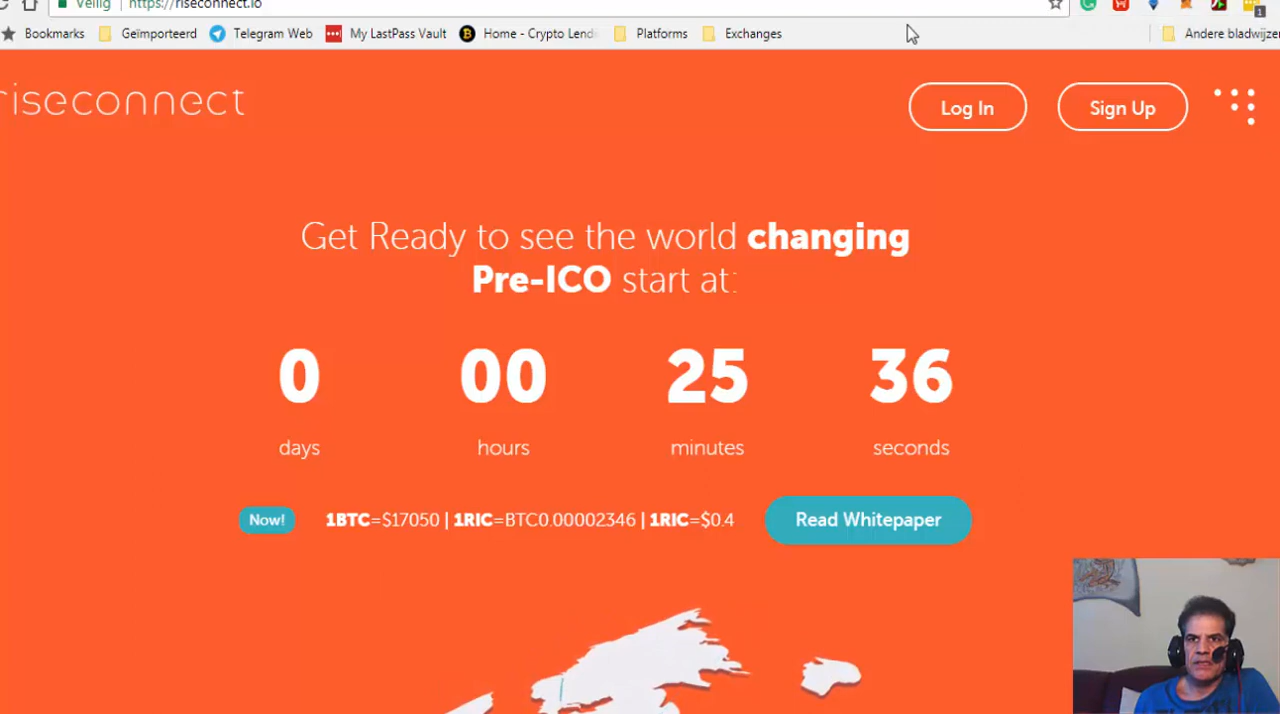 Veilig https://riseconnect.io
Bookmarks Geïmporteerd Telegram Web My LastPass Vault Home - Crypto Lend Platforms Exchanges Andere bladwijzer
riseconnect Log In Sign Up
Get Ready to see the world changing
Pre-ICO start at:
0 00 25 36
days hours minutes seconds
Now! 1BTC=$17050 | 1RIC=BTC0.00002346 | 1RIC=$0.4 Read Whitepaper
1